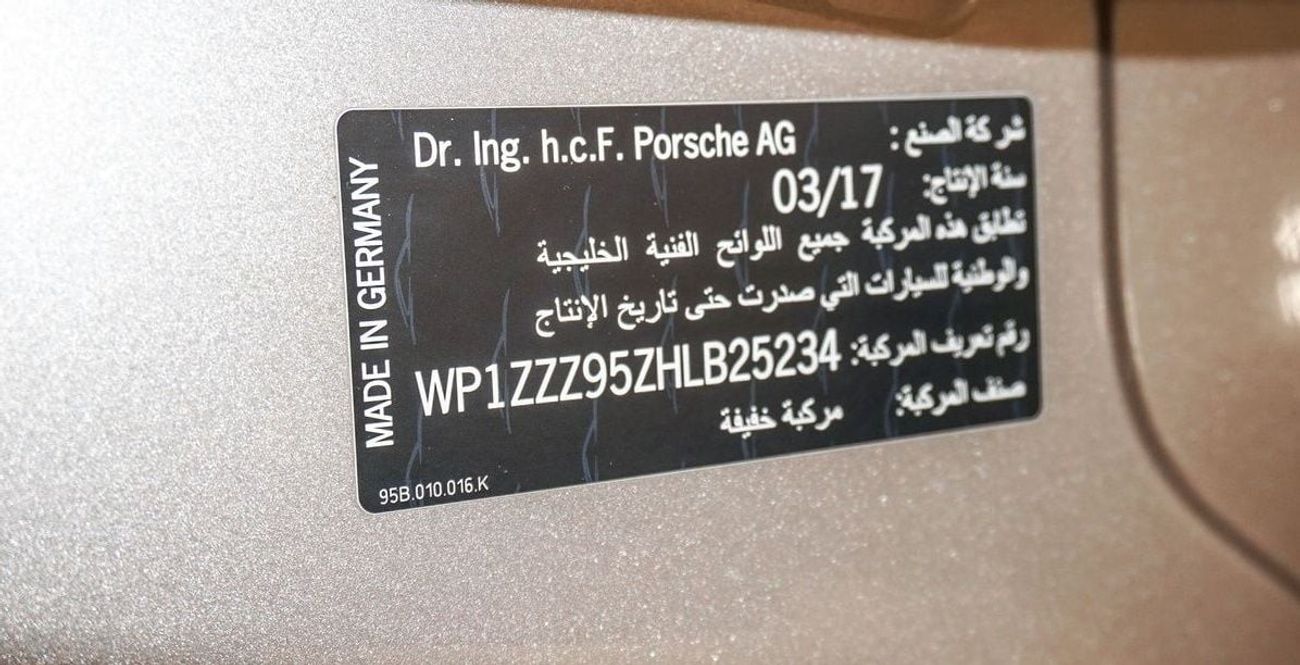 شركة الصنع : Dr. Ing. h.c.F. Porsche AG
سنة الإنتاج: 03/17
تطابق هذه المركبة جميع اللوائح الفنية الخليجية
والوطنية للسيارات التي صدرت حتى تاريخ الإنتاج
رقم تعريف المركبة: WP1ZZZ95ZHLB25234
صنف المركبة: مركبة خفيفة
MADE IN GERMANY
95B.010.016.K